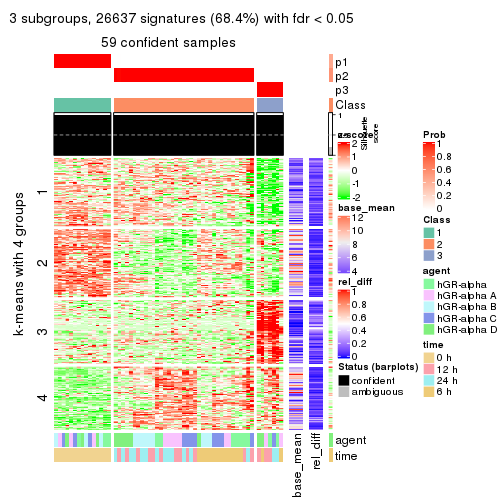 3 subgroups, 26637 signatures (68.4%) with fdr < 0.05
59 confident samples
p1
p2
p3
Class
1
Silhouette
score
k-means with 4 groups
1
2
3
4
agent
time
base_mean
rel_diff
z-score
2
1
0
-1
-2
base_mean
12
10
8
6
4
rel_diff
1
0.8
0.6
0.4
0.2
0
Status (barplots)
confident
ambiguous
Prob
1
0.8
0.6
0.4
0.2
0
Class
1
2
3
agent
hGR-alpha
hGR-alpha A
hGR-alpha B
hGR-alpha C
hGR-alpha D
time
0 h
12 h
24 h
6 h